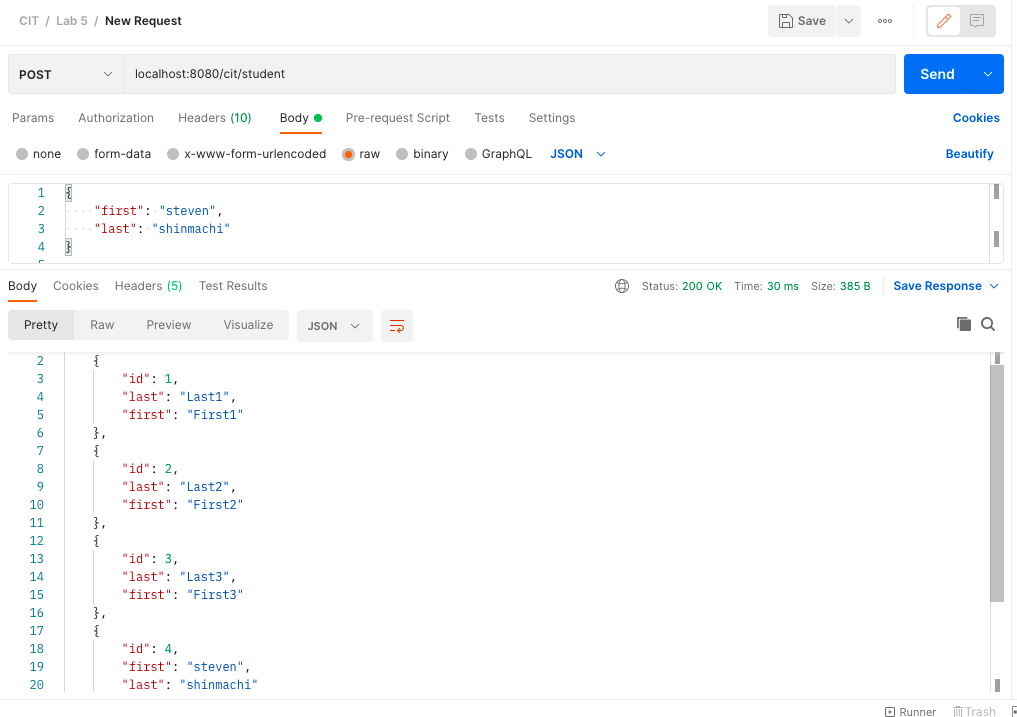 CIT / Lab 5 / New Request
Save
POST
localhost:8080/cit/student
Send
Params Authorization Headers (10) Body Pre-request Script Tests Settings Cookies
none form-data x-www-form-urlencoded raw binary GraphQL JSON Beautify
1 {
2 "first": "steven",
3 "last": "shinmachi"
4 }
5
Body Cookies Headers (5) Test Results Status: 200 OK Time: 30 ms Size: 385 B Save Response
Pretty Raw Preview Visualize JSON
2 {
3 "id": 1,
4 "last": "Last1",
5 "first": "First1"
6 },
7 {
8 "id": 2,
9 "last": "Last2",
10 "first": "First2"
11 },
12 {
13 "id": 3,
14 "last": "Last3",
15 "first": "First3"
16 },
17 {
18 "id": 4,
19 "first": "steven",
20 "last": "shinmachi"
Runner Trash